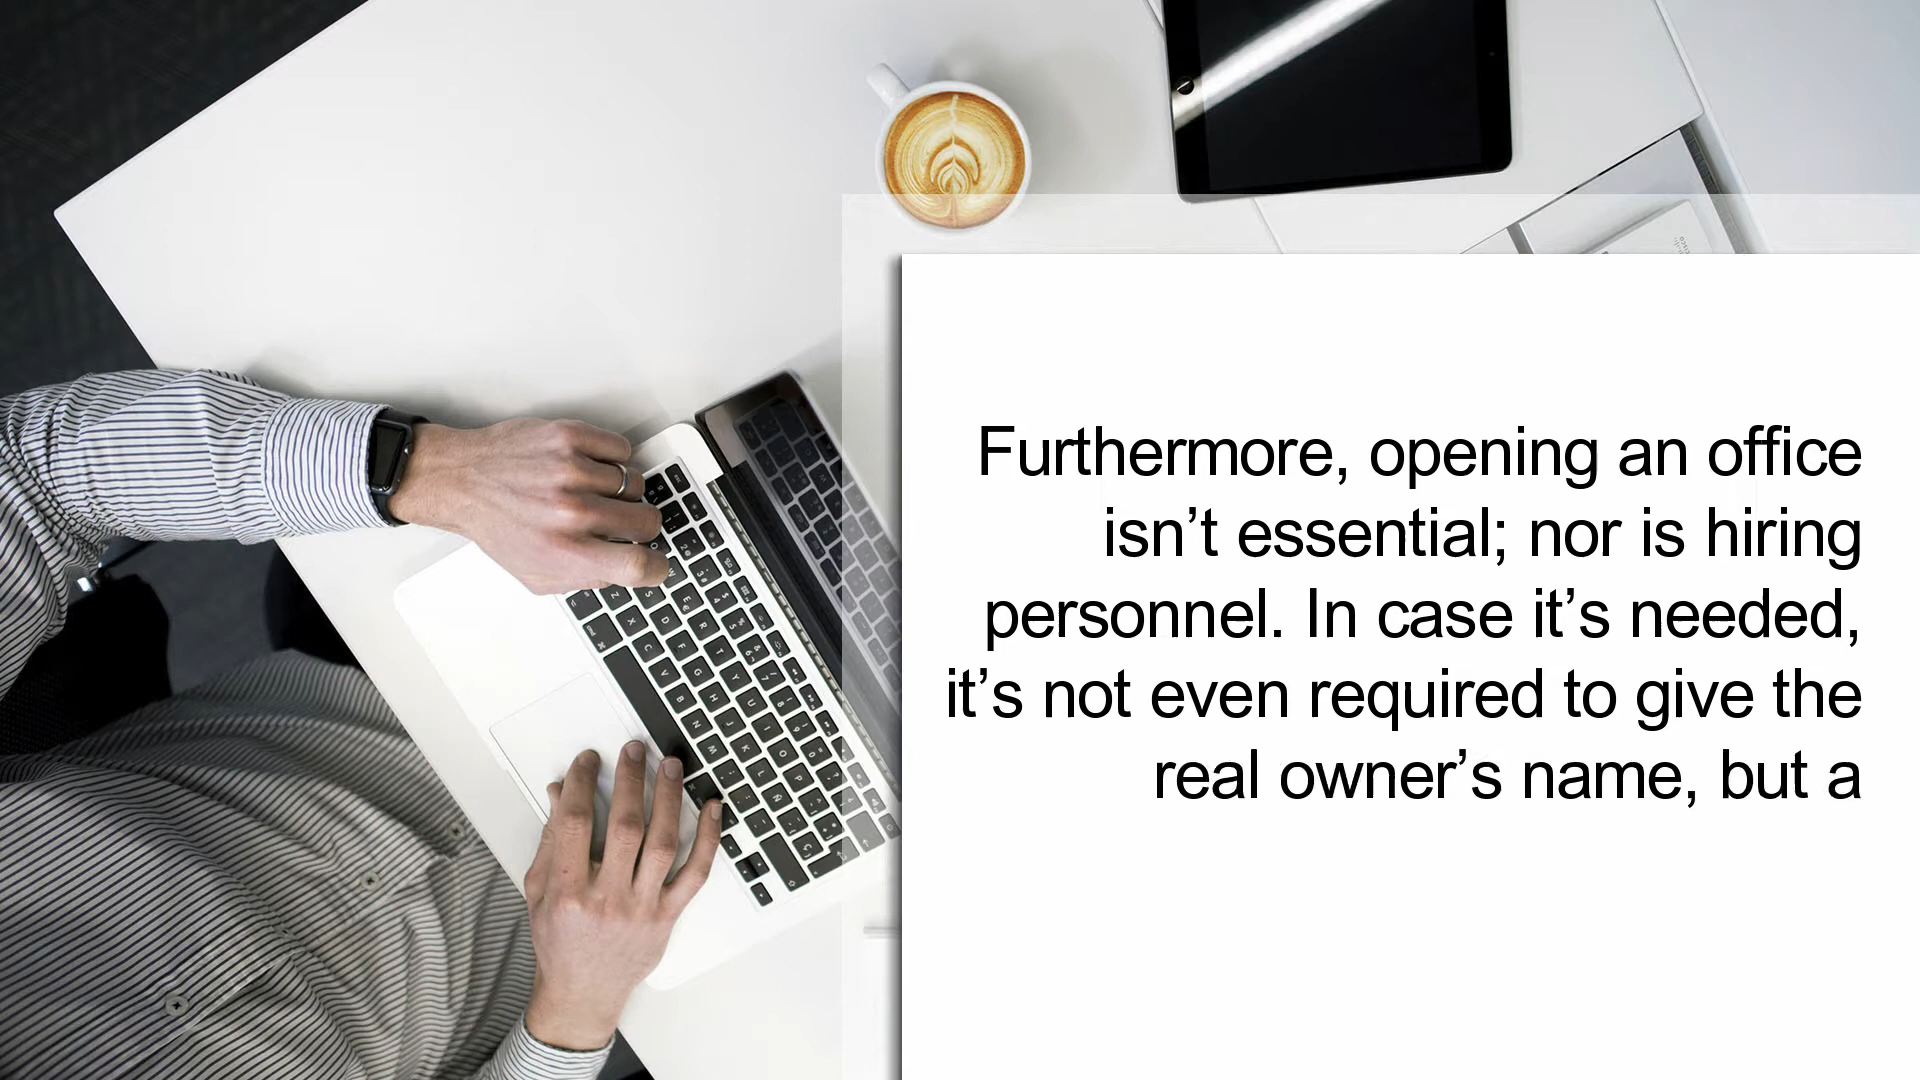 Furthermore, opening an office
isn’t essential; nor is hiring
personnel. In case it’s needed,
it’s not even required to give the
real owner’s name, but a